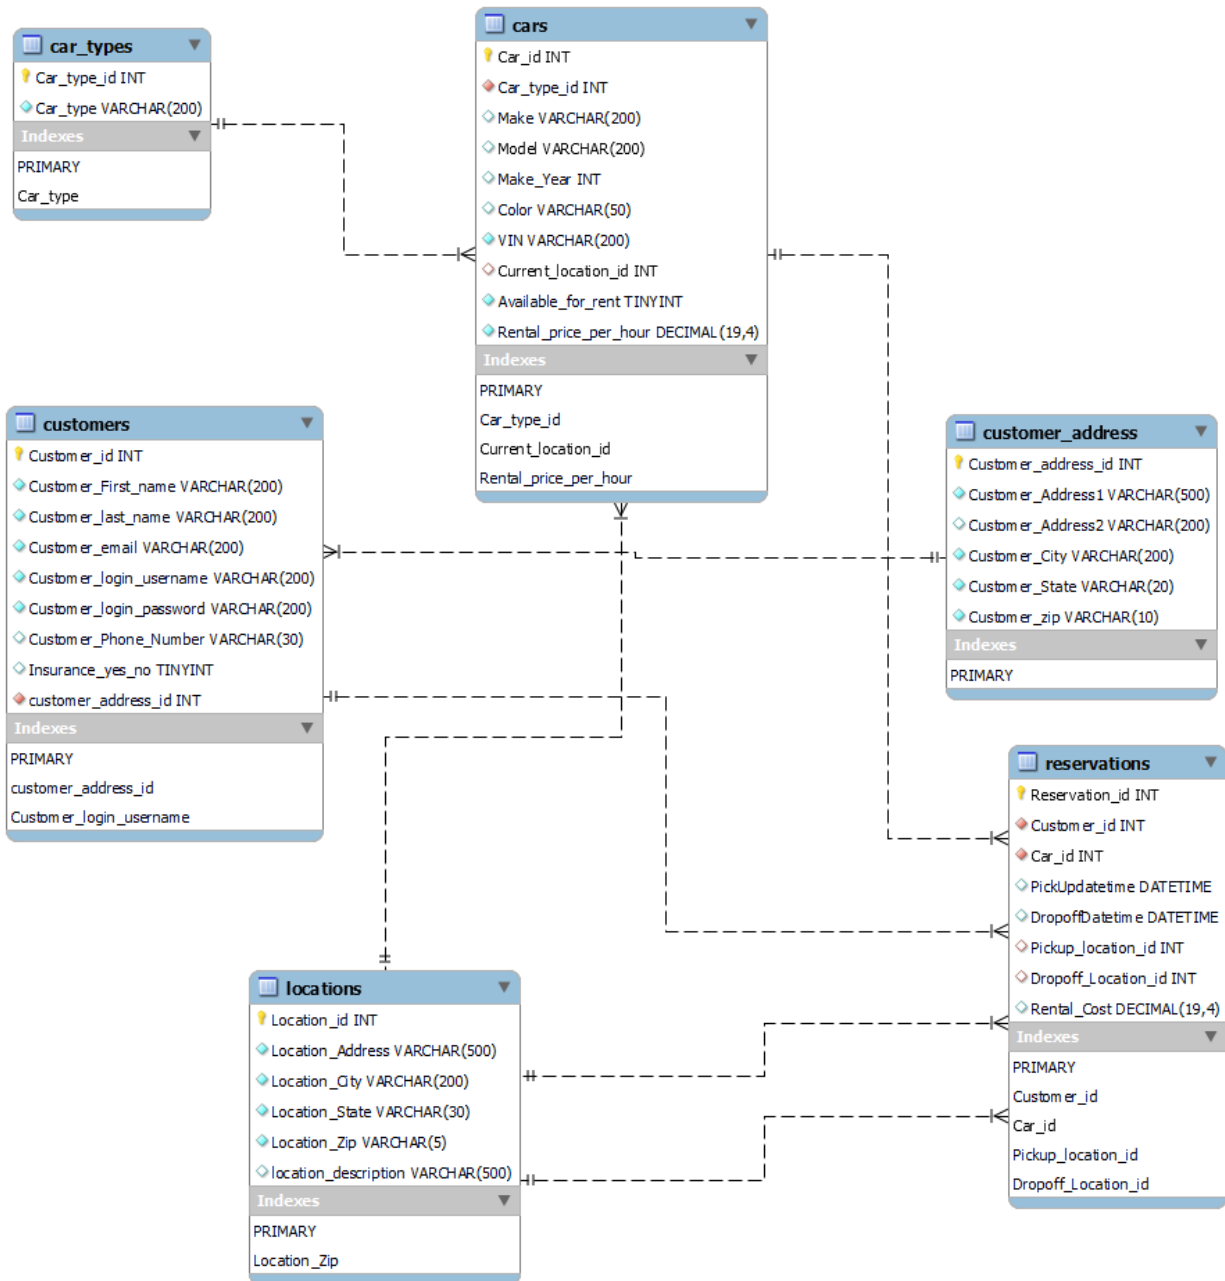 car_types
Car_type_id INT
Car_type VARCHAR(200)
Indexes
PRIMARY
Car_type
cars
Car_id INT
Car_type_id INT
Make VARCHAR(200)
Model VARCHAR(200)
Make_Year INT
Color VARCHAR(50)
VIN VARCHAR(200)
Current_location_id INT
Available_for_rent TINYINT
Rental_price_per_hour DECIMAL(19,4)
Indexes
PRIMARY
Car_type_id
Current_location_id
Rental_price_per_hour
customers
Customer_id INT
Customer_First_name VARCHAR(200)
Customer_last_name VARCHAR(200)
Customer_email VARCHAR(200)
Customer_login_username VARCHAR(200)
Customer_login_password VARCHAR(200)
Customer_Phone_Number VARCHAR(30)
Insurance_yes_no TINYINT
customer_address_id INT
Indexes
PRIMARY
customer_address_id
Customer_login_username
customer_address
Customer_address_id INT
Customer_Address1 VARCHAR(500)
Customer_Address2 VARCHAR(200)
Customer_City VARCHAR(200)
Customer_State VARCHAR(20)
Customer_zip VARCHAR(10)
Indexes
PRIMARY
reservations
Reservation_id INT
Customer_id INT
Car_id INT
PickUpdatetime DATETIME
DropoffDatetime DATETIME
Pickup_location_id INT
Dropoff_Location_id INT
Rental_Cost DECIMAL(19,4)
Indexes
PRIMARY
Customer_id
Car_id
Pickup_location_id
Dropoff_Location_id
locations
Location_id INT
Location_Address VARCHAR(500)
Location_City VARCHAR(200)
Location_State VARCHAR(30)
Location_Zip VARCHAR(5)
location_description VARCHAR(500)
Indexes
PRIMARY
Location_Zip